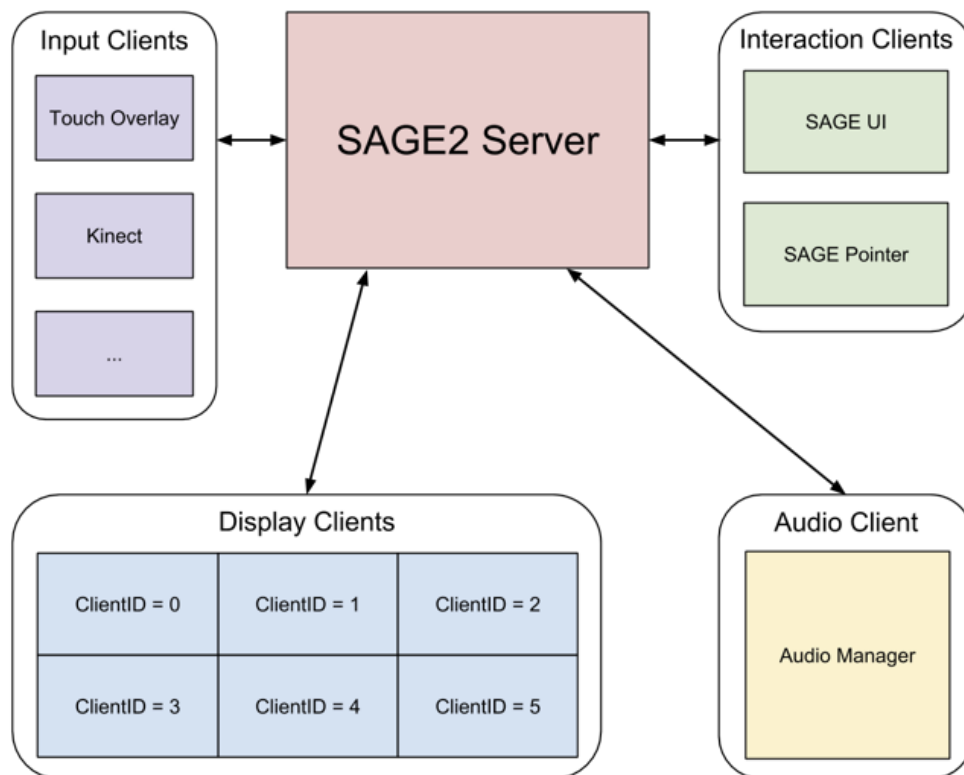 Input Clients
Touch Overlay
Kinect
...
SAGE2 Server
Interaction Clients
SAGE UI
SAGE Pointer
Display Clients
ClientID = 0
ClientID = 1
ClientID = 2
ClientID = 3
ClientID = 4
ClientID = 5
Audio Client
Audio Manager